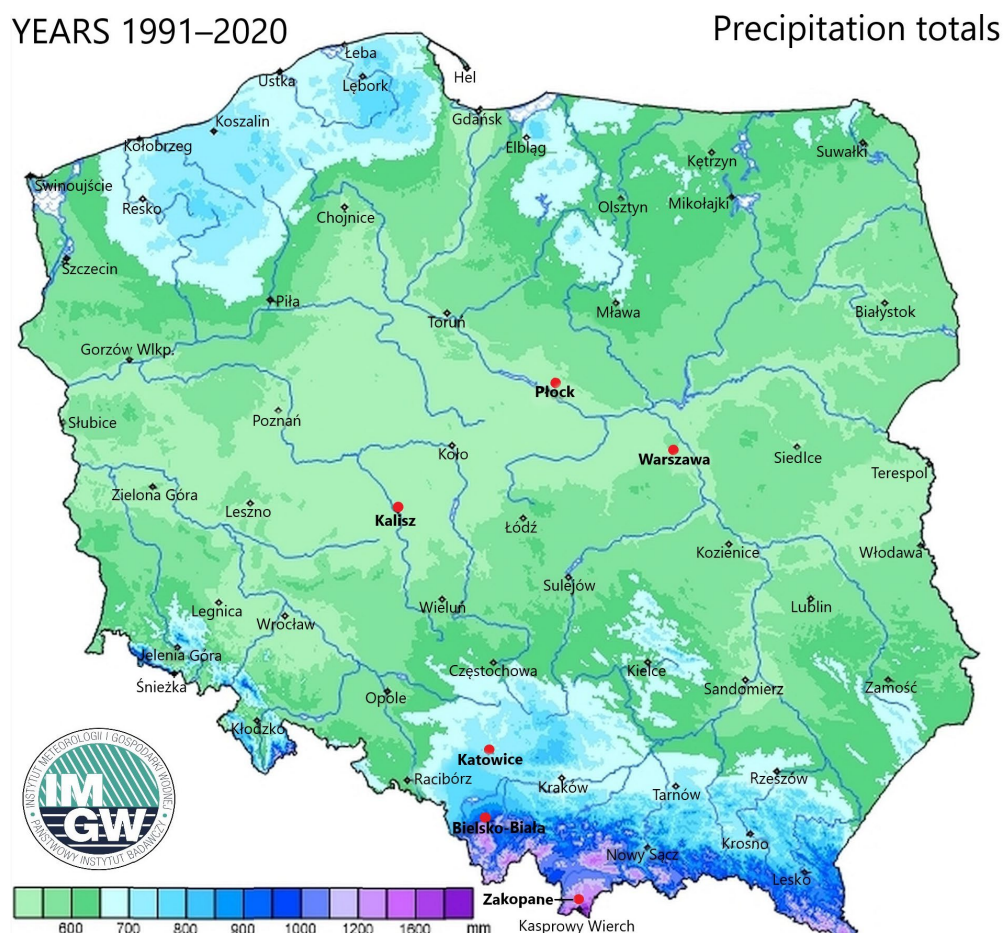 YEARS 1991–2020
Precipitation totals
Łeba
Hel
Ustka
Lębork
Gdańsk
Koszalin
Kołobrzeg
Elbląg
Kętrzyn
Suwałki
Świnoujście
Resko
Chojnice
Olsztyn
Mikołajki
Szczecin
Piła
Toruń
Mława
Białystok
Gorzów Wlkp.
Płock
Słubice
Poznań
Koło
Warszawa
Siedlce
Terespol
Zielona Góra
Leszno
Kalisz
Łódź
Kozienice
Włodawa
Sulejów
Legnica
Wrocław
Wieluń
Lublin
Jelenia Góra
Śnieżka
Częstochowa
Kielce
Opole
Sandomierz
Zamość
Kłodzko
Katowice
Racibórz
Kraków
Tarnów
Rzeszów
Bielsko-Biała
Nowy Sącz
Krosno
Lesko
Zakopane
Kasprowy Wierch
INSTYTUT METEOROLOGII I GOSPODARKI WODNEJ
IM
GW
PAŃSTWOWY INSTYTUT BADAWCZY
600 700 800 900 1000 1200 1600 mm